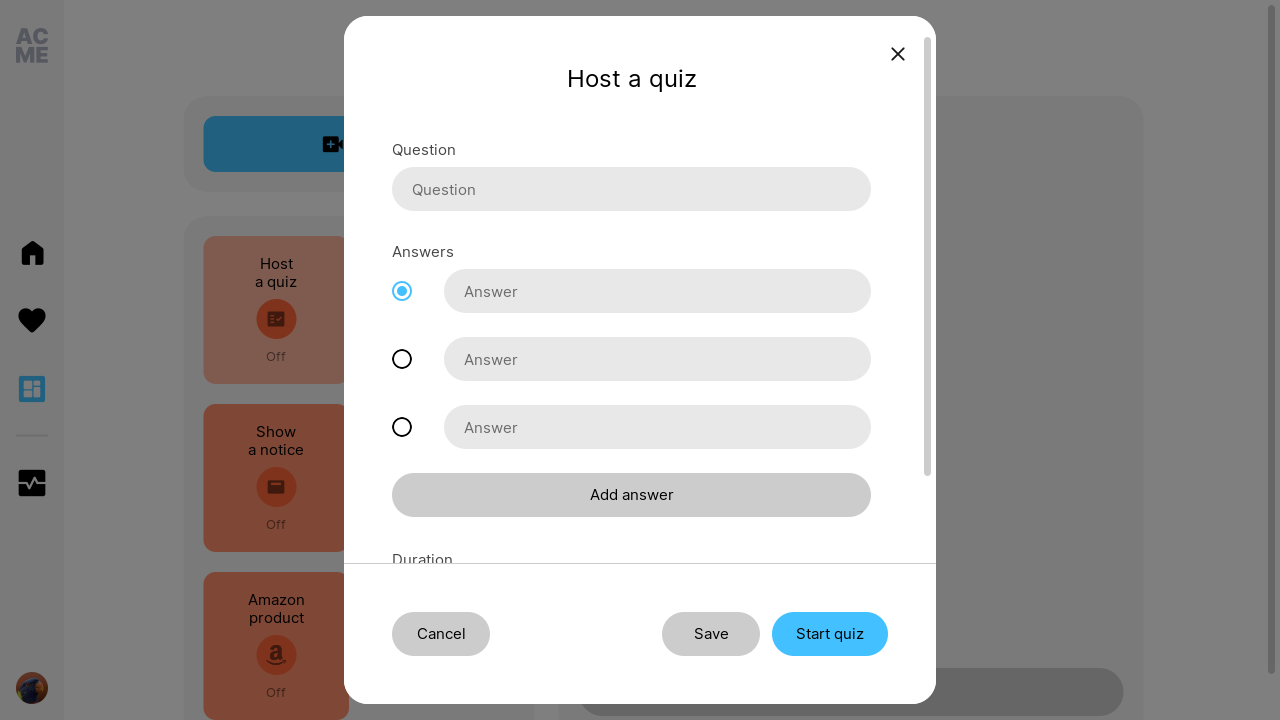 AC
ME
Host
a quiz
Off
Show
a notice
Off
Amazon
product
Off
Host a quiz
Question
Question
Answers
Answer
Answer
Answer
Add answer
Duration
Cancel
Save
Start quiz